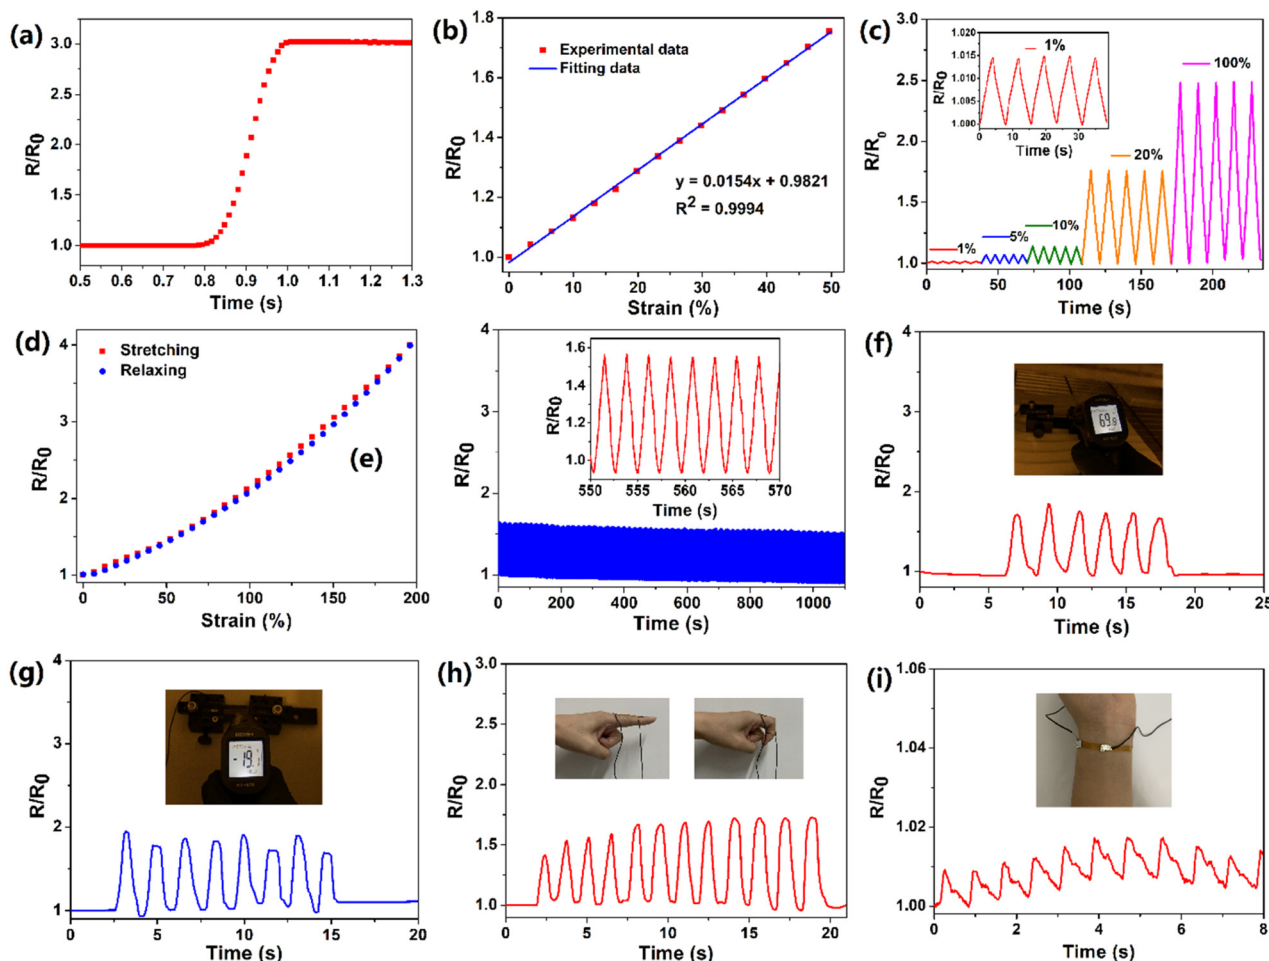 (a)
R/R0
3.0
2.5
2.0
1.5
1.0
0.5 0.6 0.7 0.8 0.9 1.0 1.1 1.2 1.3
Time (s)
(b)
R/R0
1.8
1.6
1.4
1.2
1.0
Experimental data
Fitting data
y = 0.0154x + 0.9821
R2 = 0.9994
0 10 20 30 40 50
Strain (%)
(c)
R/R0
3.0
2.5
2.0
1.5
1.0
1%
R/R0
1.020
1.015
1.010
1.095
1.090
0 10 20 30
Time (s)
1%
5%
10%
20%
100%
0 50 100 150 200
Time (s)
(d)
R/R0
4
3
2
1
Stretching
Relaxing
0 50 100 150 200
Strain (%)
(e)
R/R0
4
3
2
1
R/R0
1.6
1.4
1.2
1.0
550 555 560 565 570
Time (s)
0 200 400 600 800 1000
Time (s)
(f)
R/R0
4
3
2
1
69.8
0 5 10 15 20 25
Time (s)
(g)
R/R0
4
3
2
1
-19
0 5 10 15 20
Time (s)
(h)
R/R0
3.0
2.5
2.0
1.5
1.0
0 5 10 15 20
Time (s)
(i)
R/R0
1.06
1.04
1.02
1.00
0 2 4 6 8
Time (s)